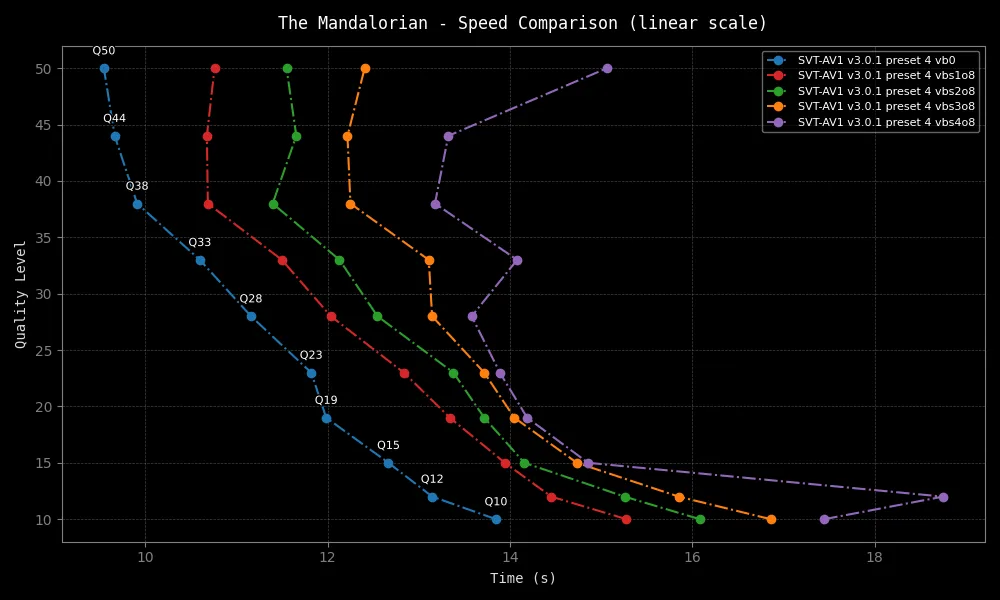 The Mandalorian - Speed Comparison (linear scale)
SVT-AV1 v3.0.1 preset 4 vb0
SVT-AV1 v3.0.1 preset 4 vbs1o8
SVT-AV1 v3.0.1 preset 4 vbs2o8
SVT-AV1 v3.0.1 preset 4 vbs3o8
SVT-AV1 v3.0.1 preset 4 vbs4o8
Q50
Q44
Q38
Q33
Q28
Q23
Q19
Q15
Q12
Q10
Quality Level
50
45
40
35
30
25
20
15
10
10 12 14 16 18
Time (s)